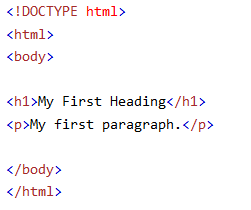 <!DOCTYPE html>
<html>
<body>
<h1>My First Heading</h1>
<p>My first paragraph.</p>
</body>
</html>